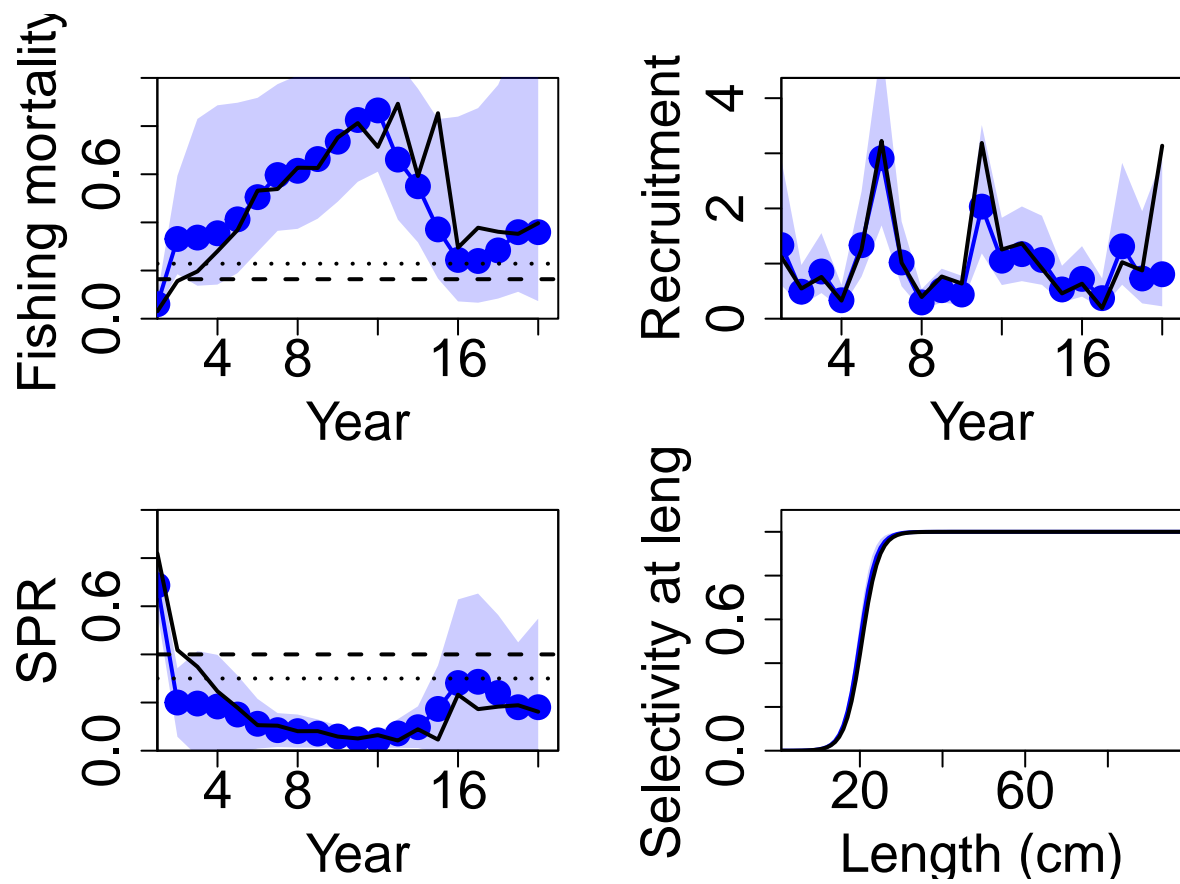 Fishing mortality
0.0
0.6
4
8
16
Year
Recruitment
0
2
4
4
8
16
Year
SPR
0.0
0.6
4
8
16
Year
Selectivity at leng
0.0
0.6
20
60
Length (cm)